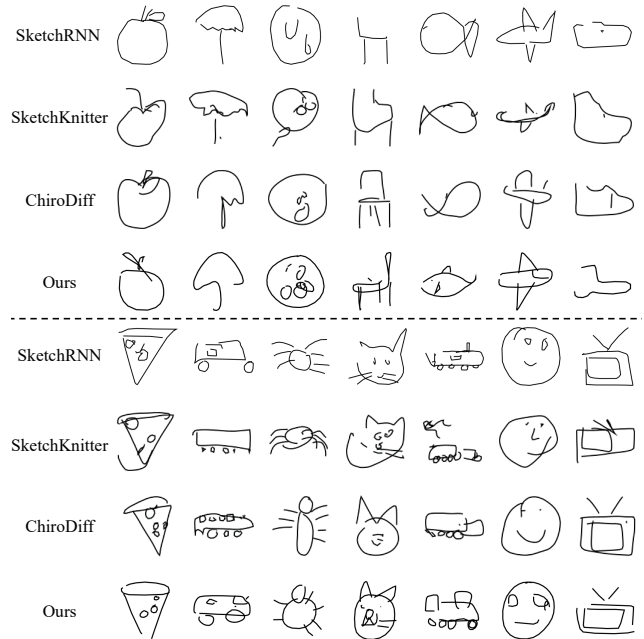 SketchRNN
SketchKnitter
ChiroDiff
Ours
SketchRNN
SketchKnitter
ChiroDiff
Ours